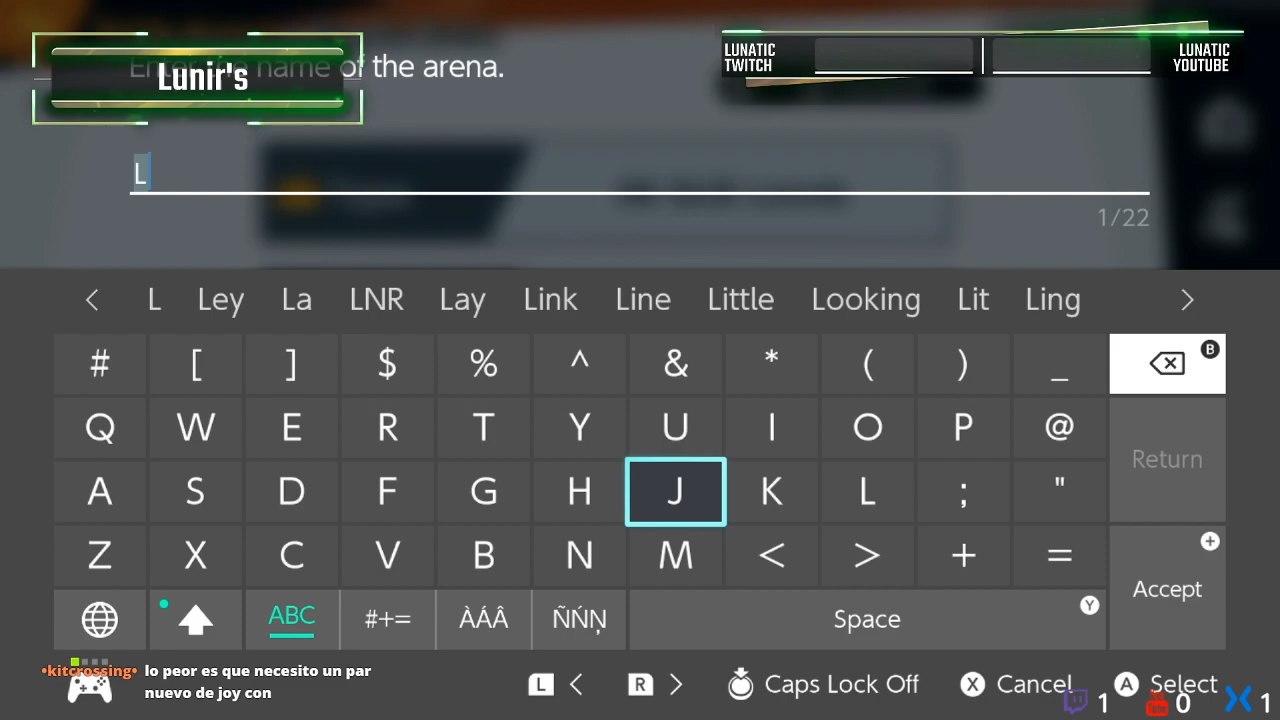 Enter the name of the arena.
Lunir's
LUNATIC
TWITCH
LUNATIC
YOUTUBE
L
1/22
< L Ley La LNR Lay Link Line Little Looking Lit Ling >
# [ ] $ % ^ & * ( ) _ B
Q W E R T Y U I O P @
Return
A S D F G H J K L ; "
Z X C V B N M < > + =
+
Accept
ABC #+= ÀÁÂ ÑŃŅ Space Y
•kitcrossing• lo peor es que necesito un par
nuevo de joy con
L < R > Caps Lock Off X Cancel A Select
1 0 1